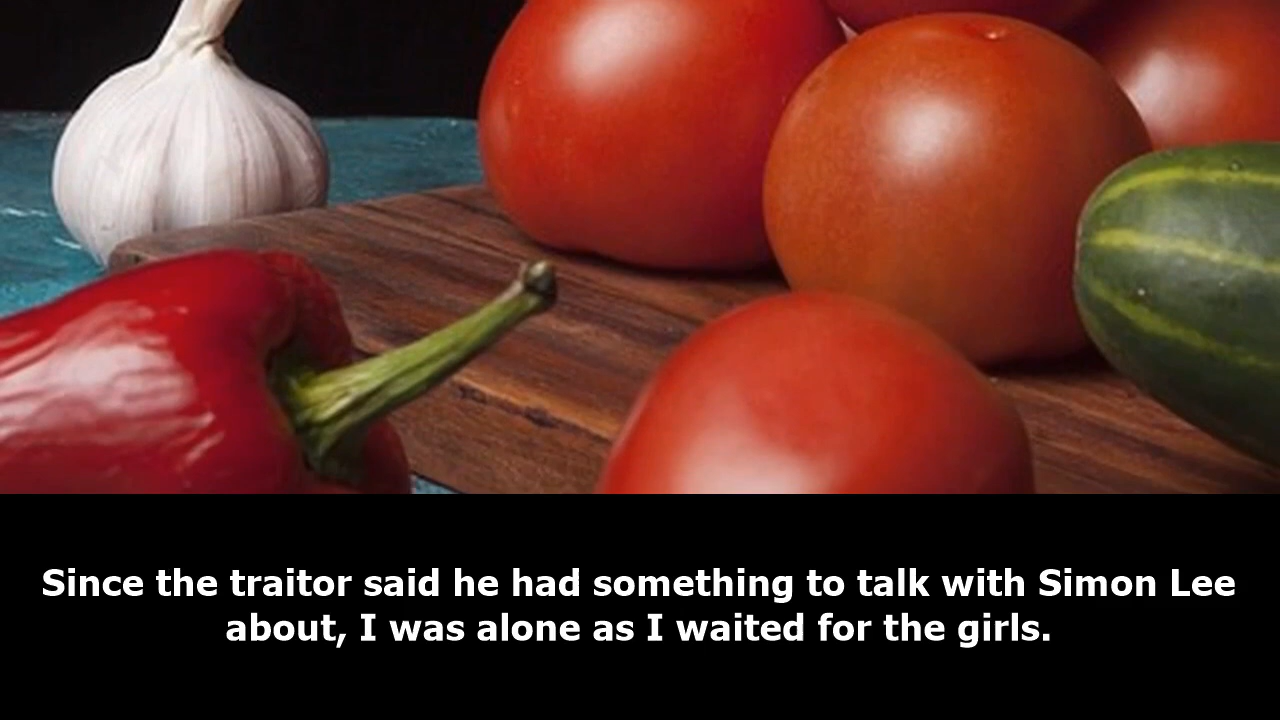 Since the traitor said he had something to talk with Simon Lee
about, I was alone as I waited for the girls.